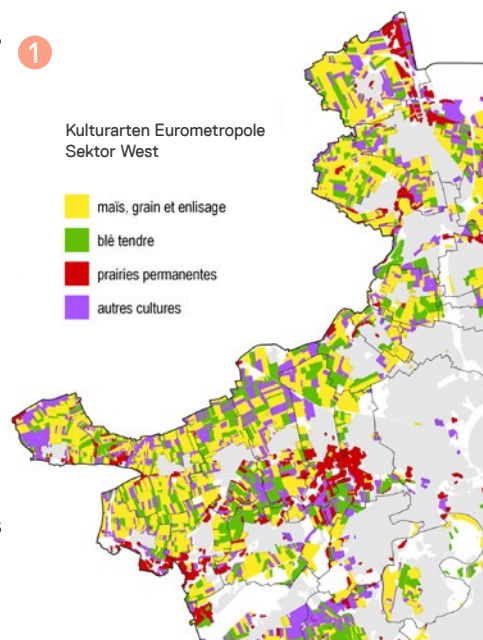 1
Kulturarten Eurometropole
Sektor West
maïs, grain et enlisage
blé tendre
prairies permanentes
autres cultures
s